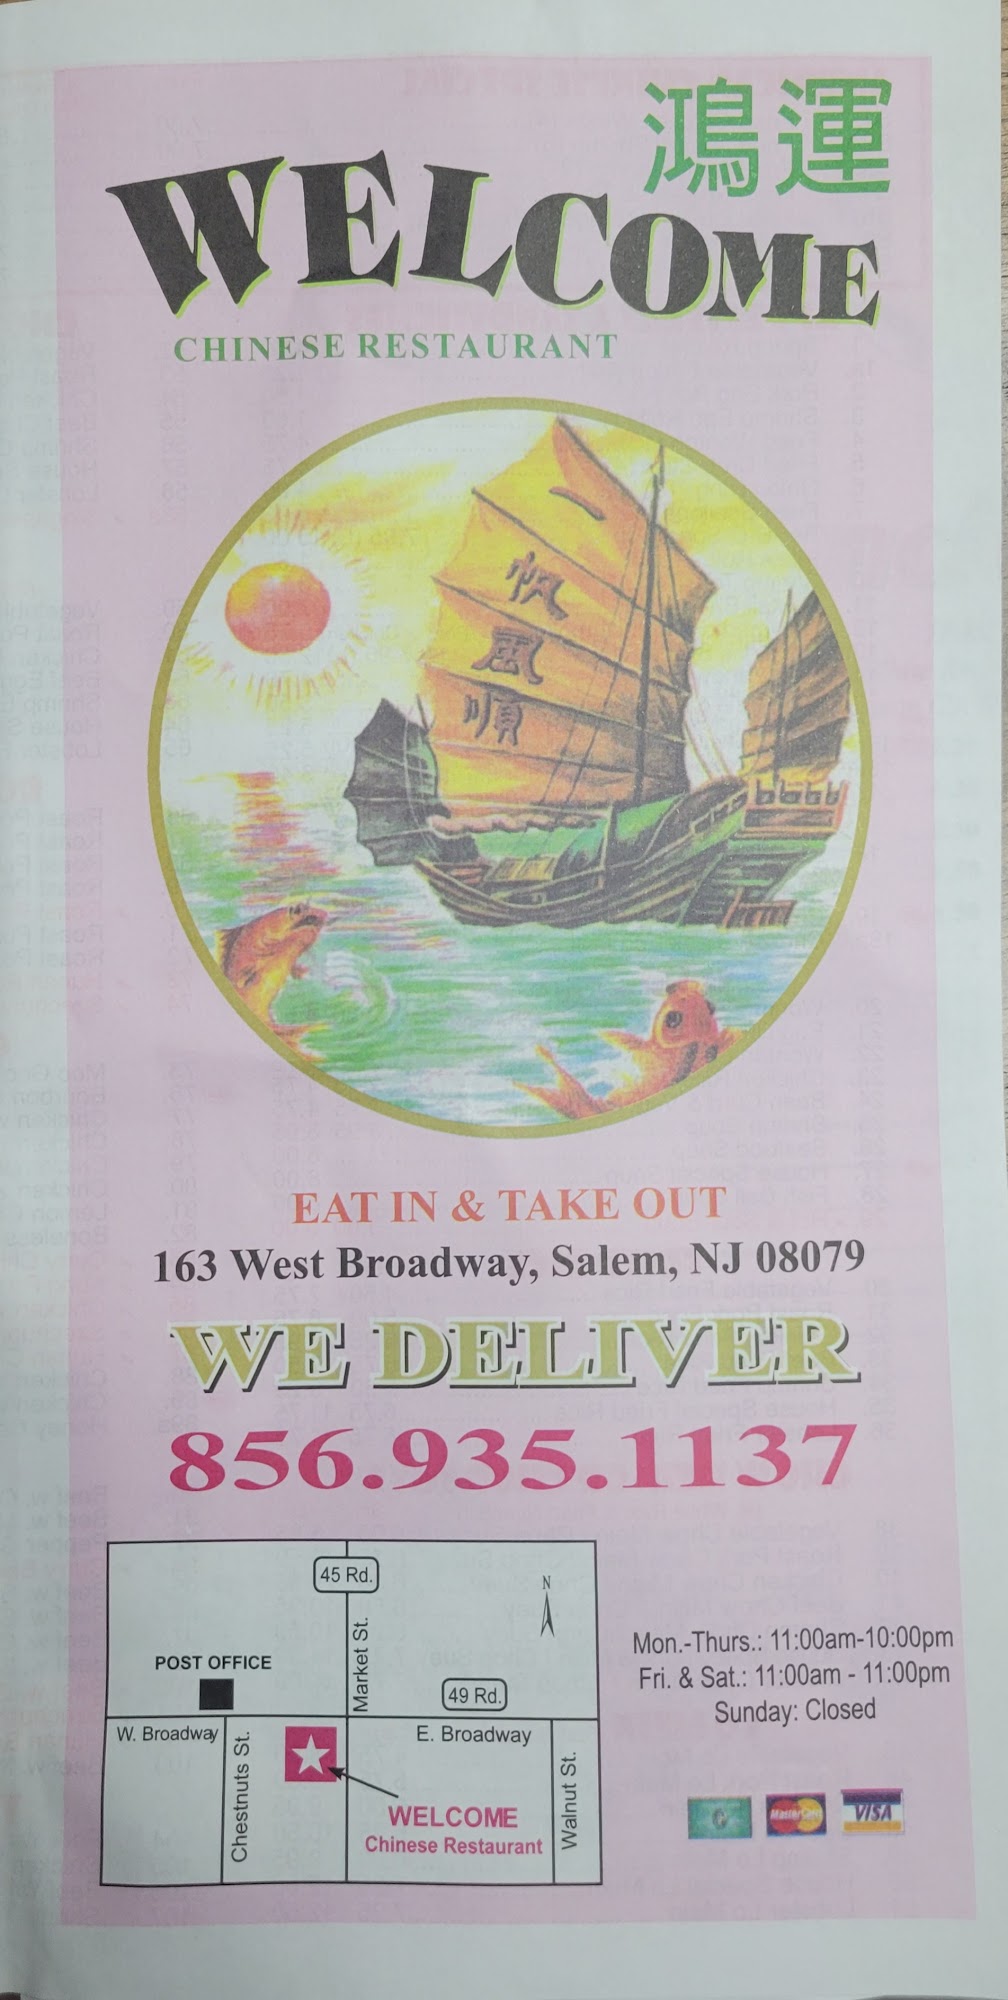 鴻運
WELCOME
CHINESE RESTAURANT
一
帆
風
順
EAT IN & TAKE OUT
163 West Broadway, Salem, NJ 08079
WE DELIVER
856.935.1137
45 Rd.
N
Market St.
POST OFFICE
49 Rd.
W. Broadway
E. Broadway
Chestnuts St.
Walnut St.
WELCOME
Chinese Restaurant
Mon.-Thurs.: 11:00am-10:00pm
Fri. & Sat.: 11:00am - 11:00pm
Sunday: Closed
MasterCard
VISA